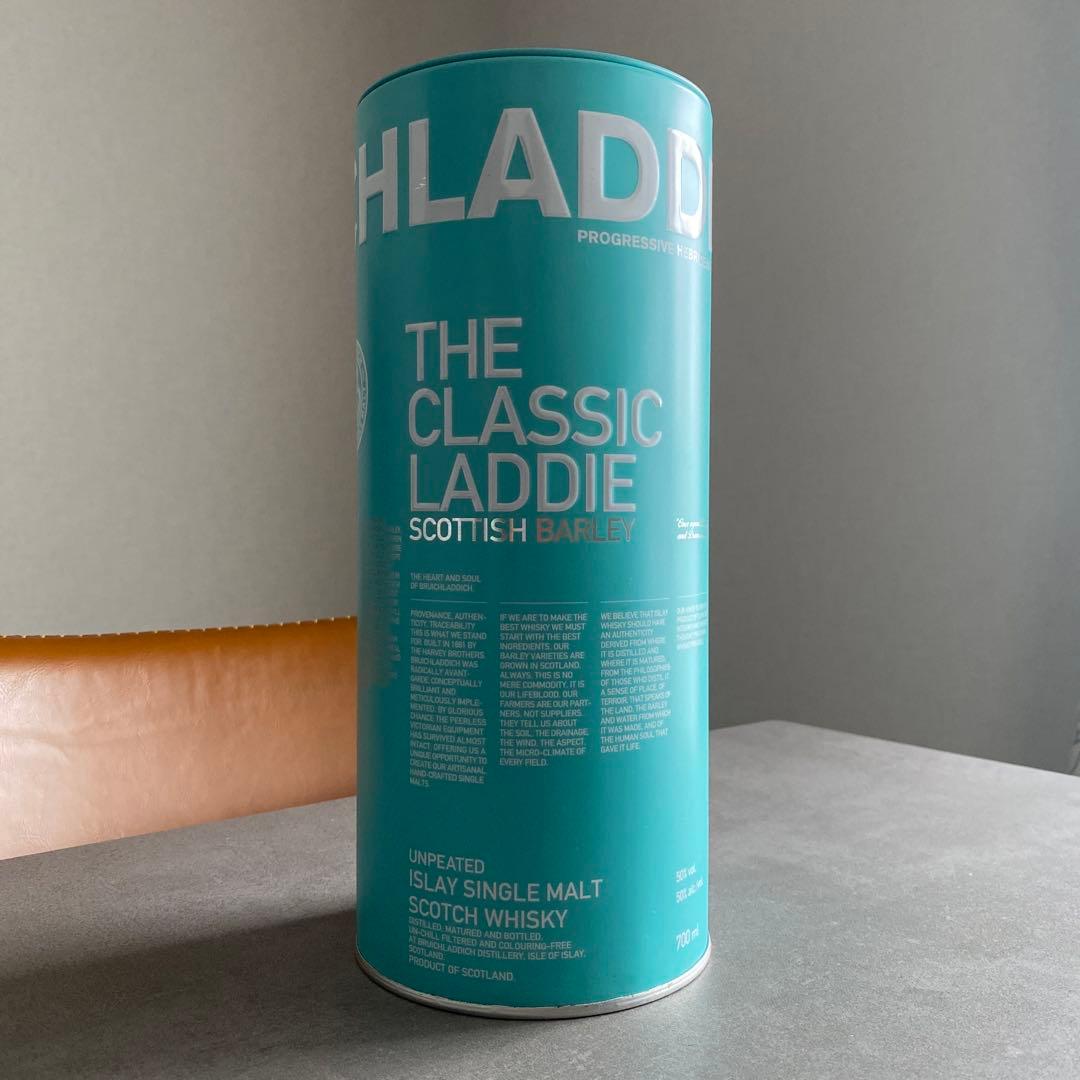 CHLADDI
PROGRESSIVE HEBRIDEAN
THE
CLASSIC
LADDIE
SCOTTISH BARLEY
"Once upon
and Dram
THE HEART AND SOUL
OF BRUICHLADDICH.
PROVENANCE, AUTHEN-
TICITY, TRACEABILITY
THIS IS WHAT WE STAND
FOR. BUILT IN 1881 BY
THE HARVEY BROTHERS,
BRUICHLADDICH WAS
RADICALLY AVANT-
GARDE, CONCEPTUALLY
BRILLIANT AND
METICULOUSLY IMPLE-
MENTED. BY GLORIOUS
CHANCE THE PEERLESS
VICTORIAN EQUIPMENT
HAS SURVIVED ALMOST
INTACT, OFFERING US A
UNIQUE OPPORTUNITY TO
CREATE OUR ARTISANAL,
HAND-CRAFTED SINGLE
MALTS.
IF WE ARE TO MAKE THE
BEST WHISKY WE MUST
START WITH THE BEST
INGREDIENTS. OUR
BARLEY VARIETIES ARE
GROWN IN SCOTLAND.
ALWAYS. THIS IS NO
MERE COMMODITY. IT IS
OUR LIFEBLOOD. OUR
FARMERS ARE OUR PART-
NERS, NOT SUPPLIERS.
THEY TELL US ABOUT
THE SOIL, THE DRAINAGE,
THE WIND, THE ASPECT,
THE MICRO-CLIMATE OF
EVERY FIELD.
WE BELIEVE THAT ISLAY
WHISKY SHOULD HAVE
AN AUTHENTICITY
DERIVED FROM WHERE
IT IS DISTILLED AND
WHERE IT IS MATURED,
FROM THE PHILOSOPHIES
OF THOSE WHO DISTIL IT.
A SENSE OF PLACE, OF
TERROIR, THAT SPEAKS OF
THE LAND, THE BARLEY
AND WATER FROM WHICH
IT WAS MADE, AND OF
THE HUMAN SOUL THAT
GAVE IT LIFE.
UNPEATED
ISLAY SINGLE MALT
SCOTCH WHISKY
DISTILLED, MATURED AND BOTTLED,
UN-CHILL FILTERED AND COLOURING-FREE
AT BRUICHLADDICH DISTILLERY, ISLE OF ISLAY,
SCOTLAND.
PRODUCT OF SCOTLAND.
50% vol.
50% alc./vol.
700 ml